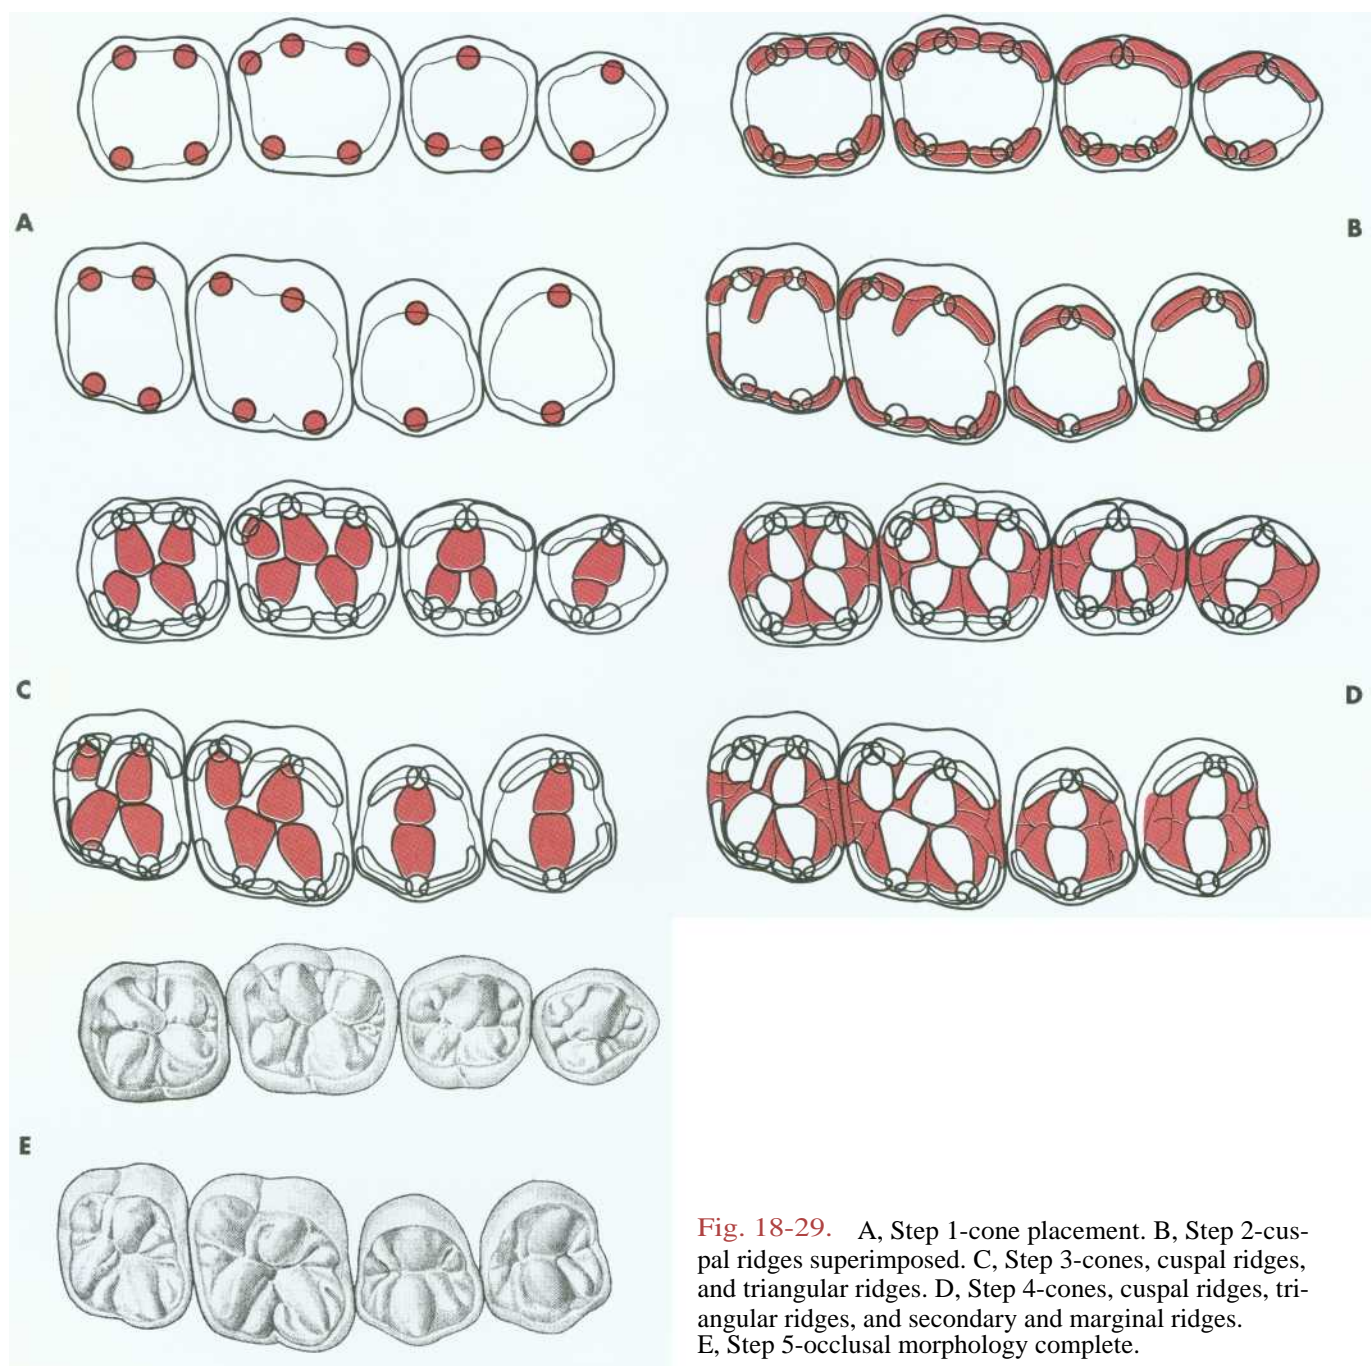 A
B
C
D
E
Fig. 18-29. A, Step 1-cone placement. B, Step 2-cus-
pal ridges superimposed. C, Step 3-cones, cuspal ridges,
and triangular ridges. D, Step 4-cones, cuspal ridges, tri-
angular ridges, and secondary and marginal ridges.
E, Step 5-occlusal morphology complete.